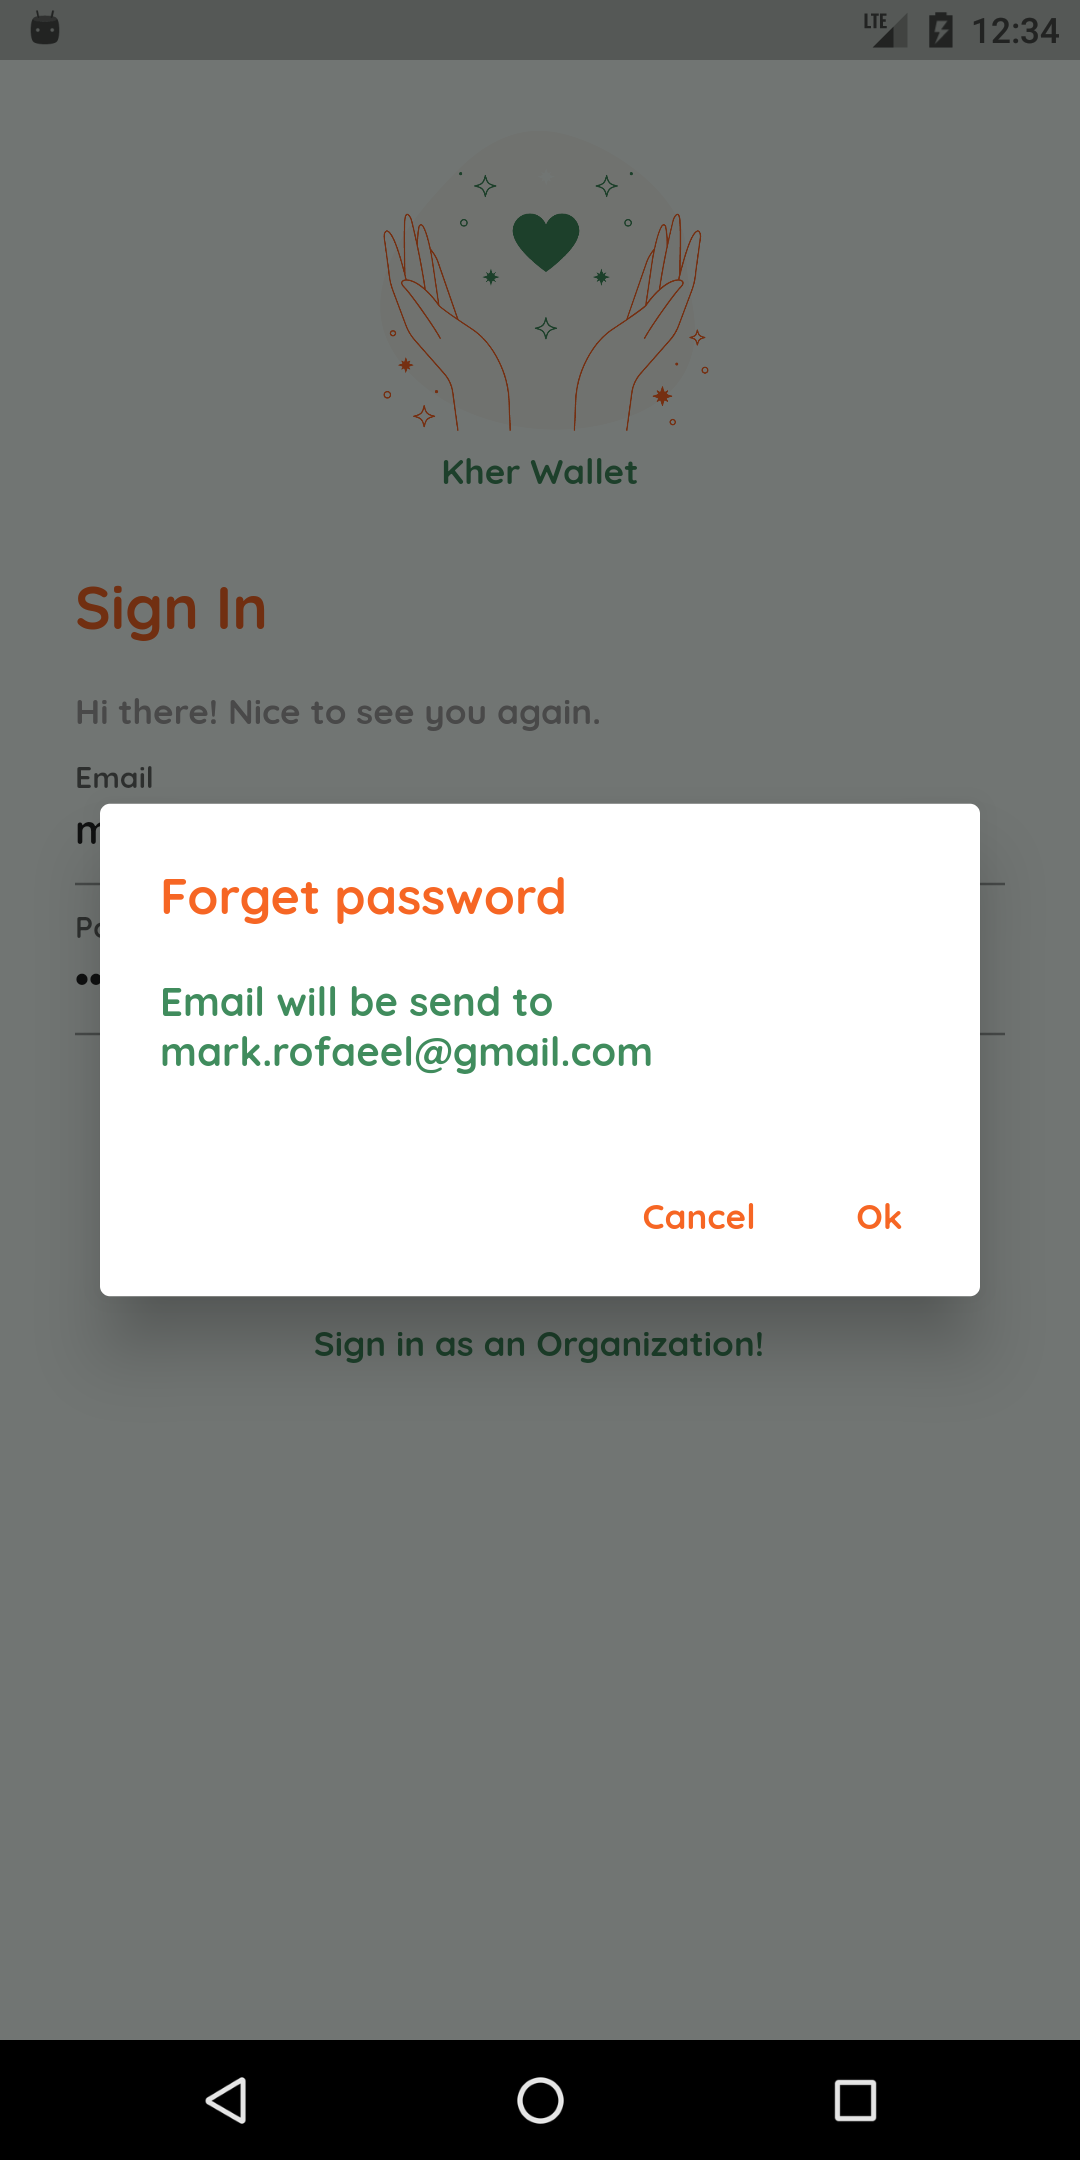 LTE 12:34
Kher Wallet
Sign In
Hi there! Nice to see you again.
Email
Forget password
Email will be send to
mark.rofaeel@gmail.com
Cancel Ok
Sign in as an Organization!